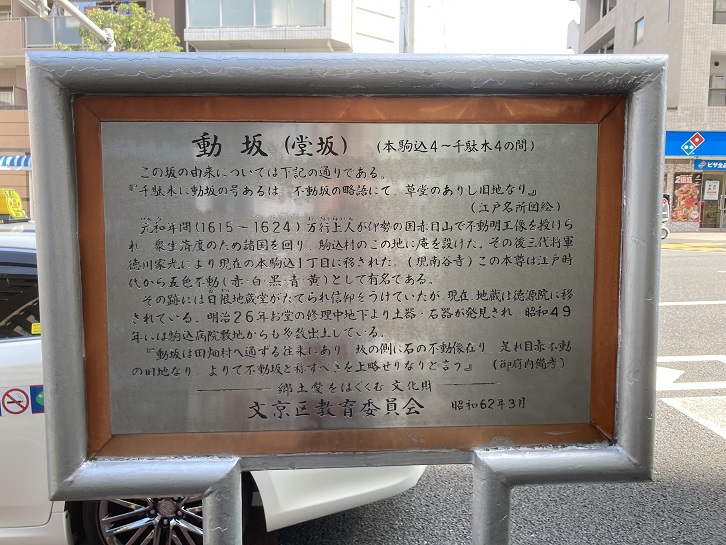 動坂(堂坂) (本駒込4~千駄木4の間)
この坂の由来については下記の通りである。
『千駄木に動坂の号あるは 不動坂の略語にて、草堂のありし旧地なり』
(江戸名所図絵)
元和年間(1615~1624)万行上人が伊勢の国赤目山で不動明王像を授けら
れ 衆生済度のため諸国を回り、駒込村のこの地に庵を設けた。その後三代将軍
徳川家光により現在の本駒込1丁目に移された。(現南谷寺)この本尊は江戸時
代から五色不動(赤・白・黒・青・黄)として有名である。
その跡には日限地蔵堂がたてられ信仰をうけていたが、現在、地蔵は徳源院に移
されている。明治26年お堂の修理中地下より土器・石器が発見され 昭和49
年には駒込病院敷地からも多数出土している。
『動坂は田畑村へ通ずる往来にあり 坂の側に石の不動像在り 是れ目赤不動
の旧地なり よりて不動坂と称すべきを上略せりなりと言う』 (御府内備考)
郷土愛をはぐくむ文化財
文京区教育委員会 昭和62年3月